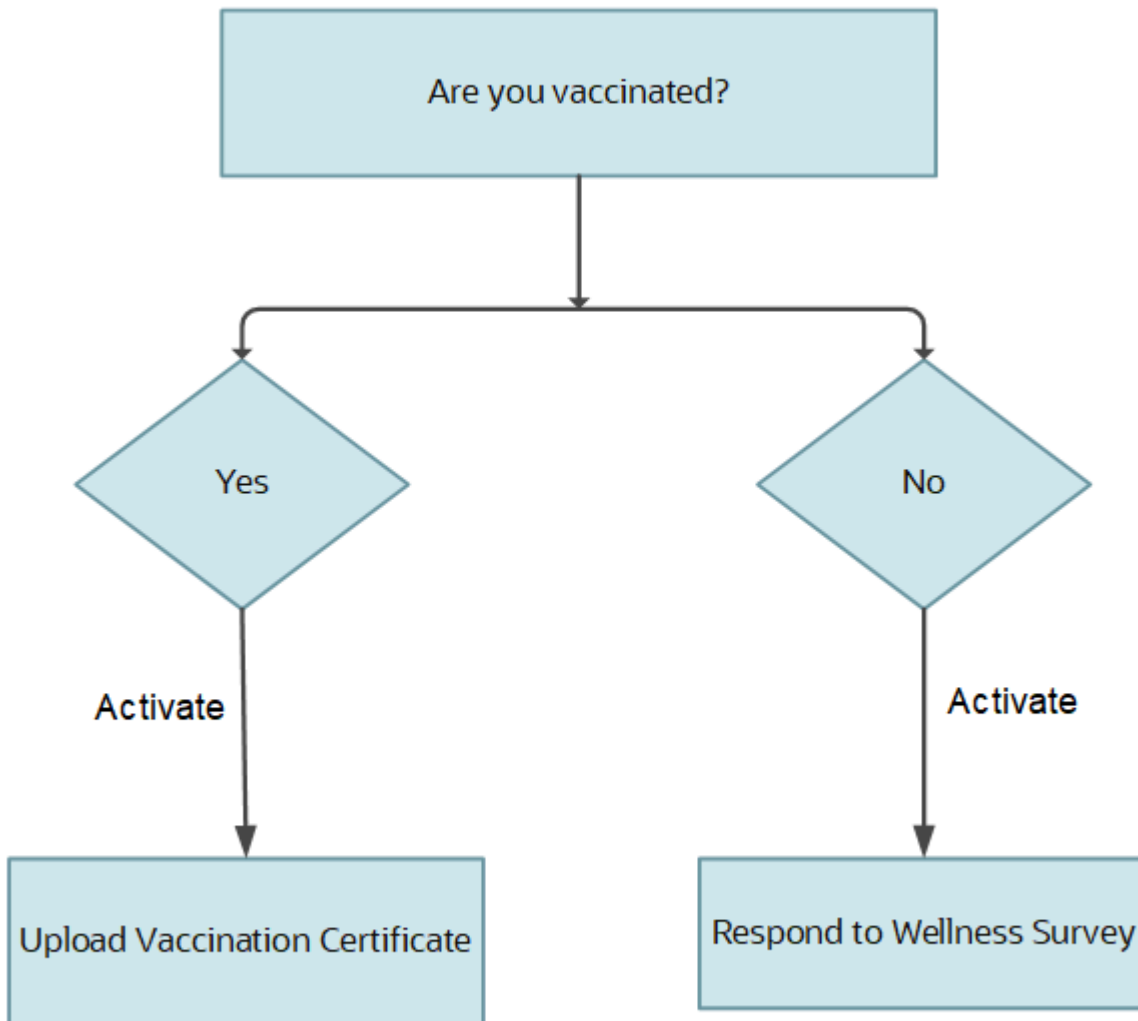 Are you vaccinated?
Yes
No
Activate
Activate
Upload Vaccination Certificate
Respond to Wellness Survey